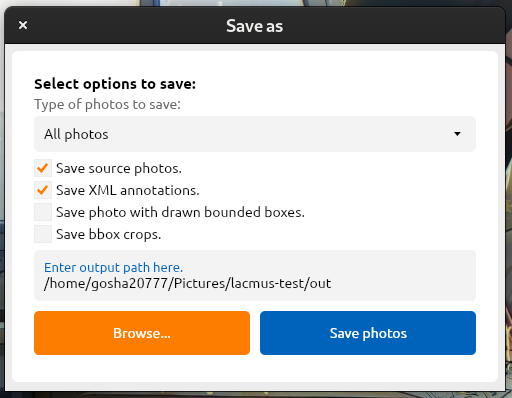 Save as
Select options to save:
Type of photos to save:
All photos
Save source photos.
Save XML annotations.
Save photo with drawn bounded boxes.
Save bbox crops.
Enter output path here.
/home/gosha20777/Pictures/lacmus-test/out
Browse...
Save photos